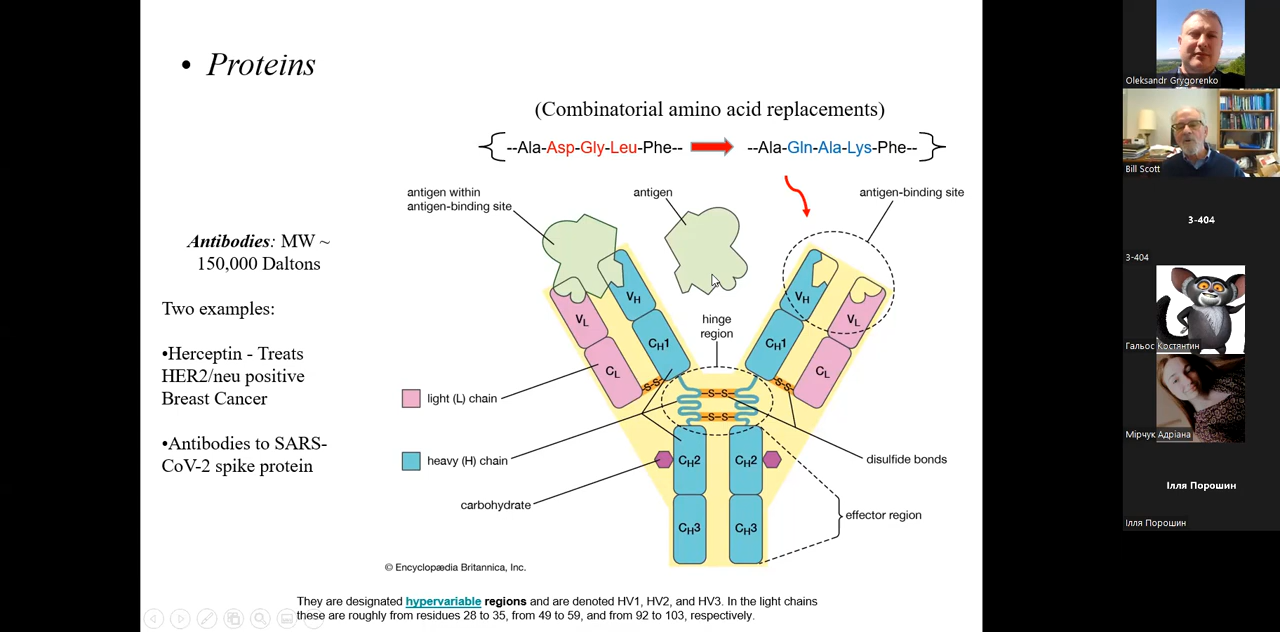 • Proteins
(Combinatorial amino acid replacements)
--Ala-Asp-Gly-Leu-Phe--
--Ala-Gln-Ala-Lys-Phe--
antigen within
antigen-binding site
antigen
antigen-binding site
Antibodies: MW ~
150,000 Daltons
Two examples:
•Herceptin - Treats
HER2/neu positive
Breast Cancer
•Antibodies to SARS-
CoV-2 spike protein
VL
VH
VH
VL
hinge
region
CH1
CH1
CL
CL
S-S
S-S
light (L) chain
–S–S–
–S–S–
heavy (H) chain
CH2
CH2
disulfide bonds
carbohydrate
effector region
CH3
CH3
© Encyclopædia Britannica, Inc.
They are designated hypervariable regions and are denoted HV1, HV2, and HV3. In the light chains
these are roughly from residues 28 to 35, from 49 to 59, and from 92 to 103, respectively.
Oleksandr Grygorenko
Bill Scott
3-404
3-404
Гальос Костянтин
Мірчук Адріана
Ілля Порошин
Ілля Порошин